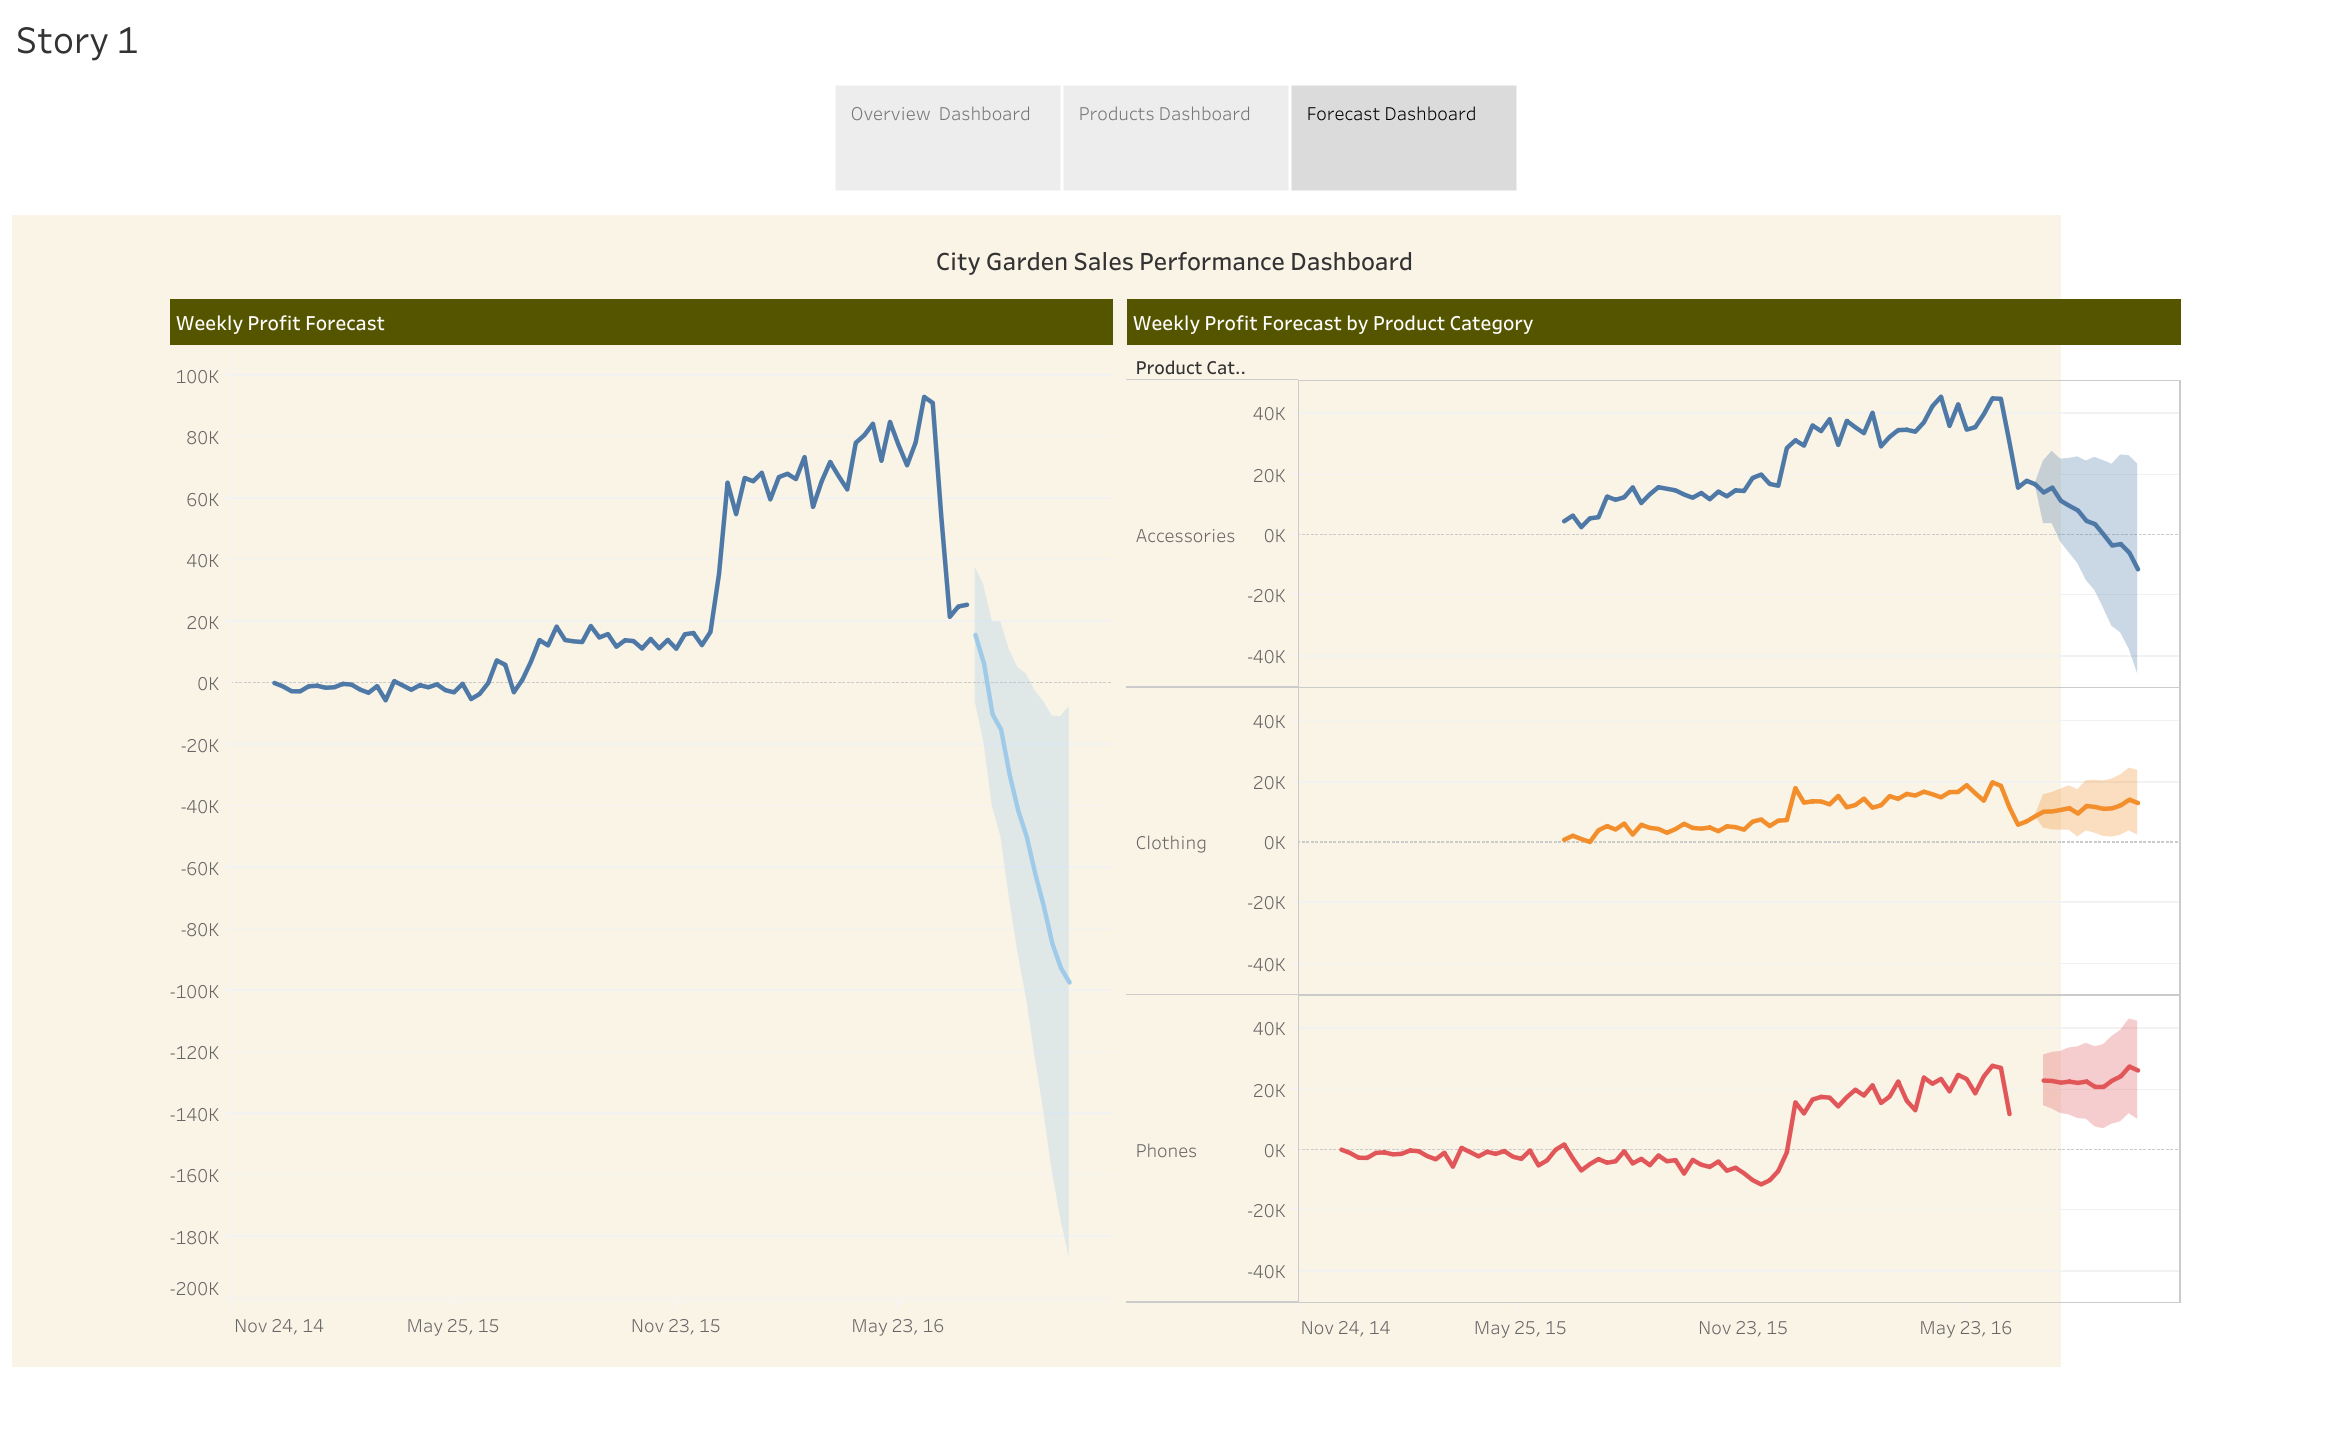 Story 1
Overview  Dashboard
Products Dashboard
Forecast Dashboard
City Garden Sales Performance Dashboard
Weekly Profit Forecast
100K
80K
60K
40K
20K
0K
-20K
-40K
-60K
-80K
-100K
-120K
-140K
-160K
-180K
-200K
Nov 24, 14
May 25, 15
Nov 23, 15
May 23, 16
Weekly Profit Forecast by Product Category
Product Cat..
Accessories
40K
20K
0K
-20K
-40K
Clothing
40K
20K
0K
-20K
-40K
Phones
40K
20K
0K
-20K
-40K
Nov 24, 14
May 25, 15
Nov 23, 15
May 23, 16